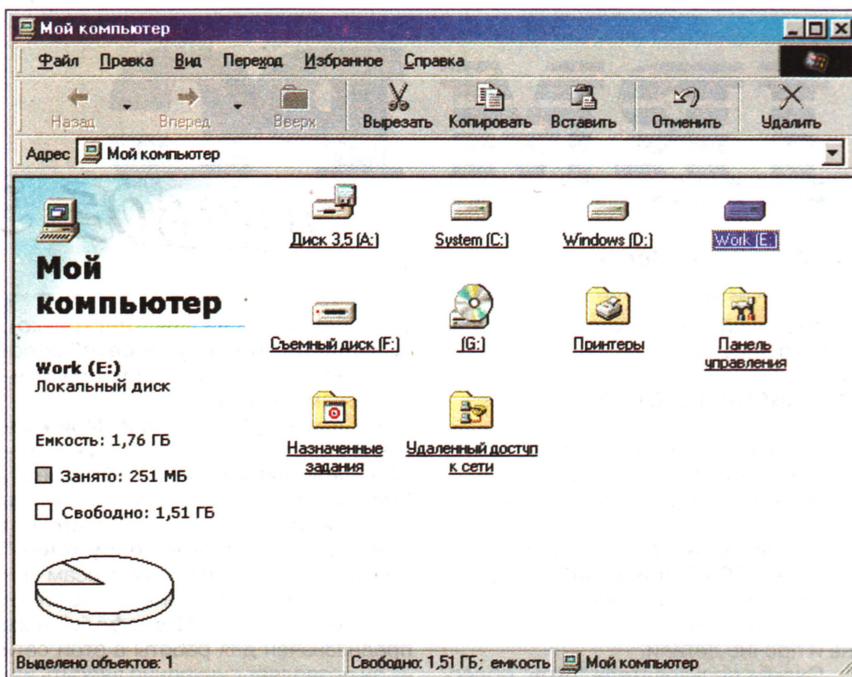 Мой компьютер
Файл Правка Вид Переход Избранное Справка
Назад Вперед Вверх Вырезать Копировать Вставить Отменить Удалить
Адрес Мой компьютер
Диск 3,5 (A:) System (C:) Windows (D:) Work (E:)
Мой
компьютер
Съемный диск (F:) (G:) Принтеры Панель
управления
Work (E:)
Локальный диск
Емкость: 1,76 ГБ
Занято: 251 МБ
Свободно: 1,51 ГБ
Назначенные
задания
Удаленный доступ
к сети
Выделено объектов: 1 Свободно: 1,51 ГБ; емкость Мой компьютер